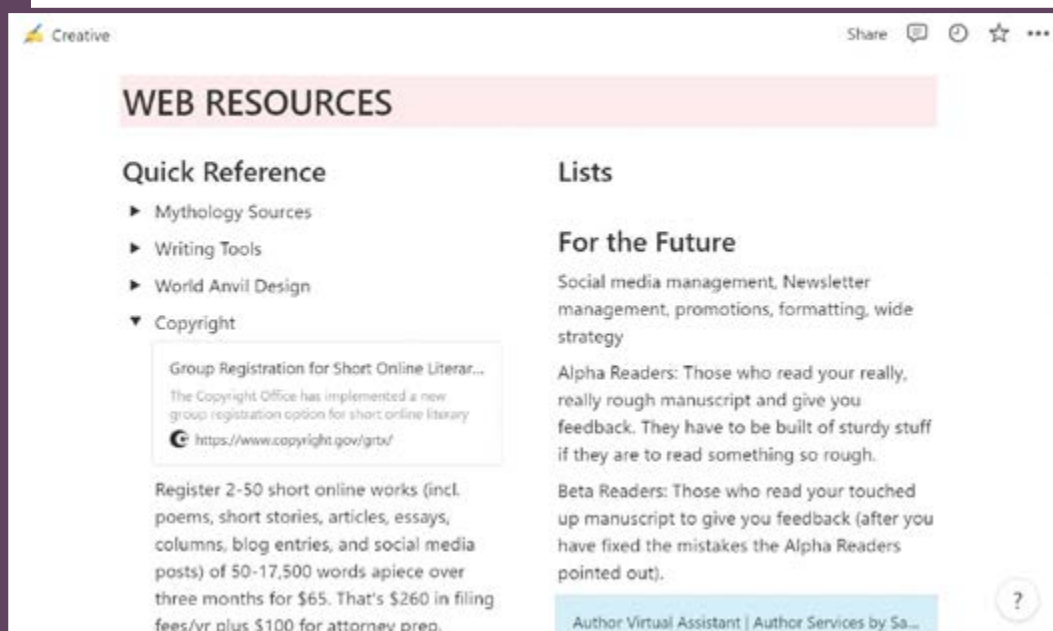 Creative
Share
WEB RESOURCES
Quick Reference
Mythology Sources
Writing Tools
World Anvil Design
Copyright
Group Registration for Short Online Literar...
The Copyright Office has implemented a new
group registration option for short online literary
https://www.copyright.gov/grtx/
Register 2-50 short online works (incl.
poems, short stories, articles, essays,
columns, blog entries, and social media
posts) of 50-17,500 words apiece over
three months for $65. That's $260 in filing
fees/yr plus $100 for attorney prep.
Lists
For the Future
Social media management, Newsletter
management, promotions, formatting, wide
strategy
Alpha Readers: Those who read your really,
really rough manuscript and give you
feedback. They have to be built of sturdy stuff
if they are to read something so rough.
Beta Readers: Those who read your touched
up manuscript to give you feedback (after you
have fixed the mistakes the Alpha Readers
pointed out).
Author Virtual Assistant | Author Services by Sa...
?